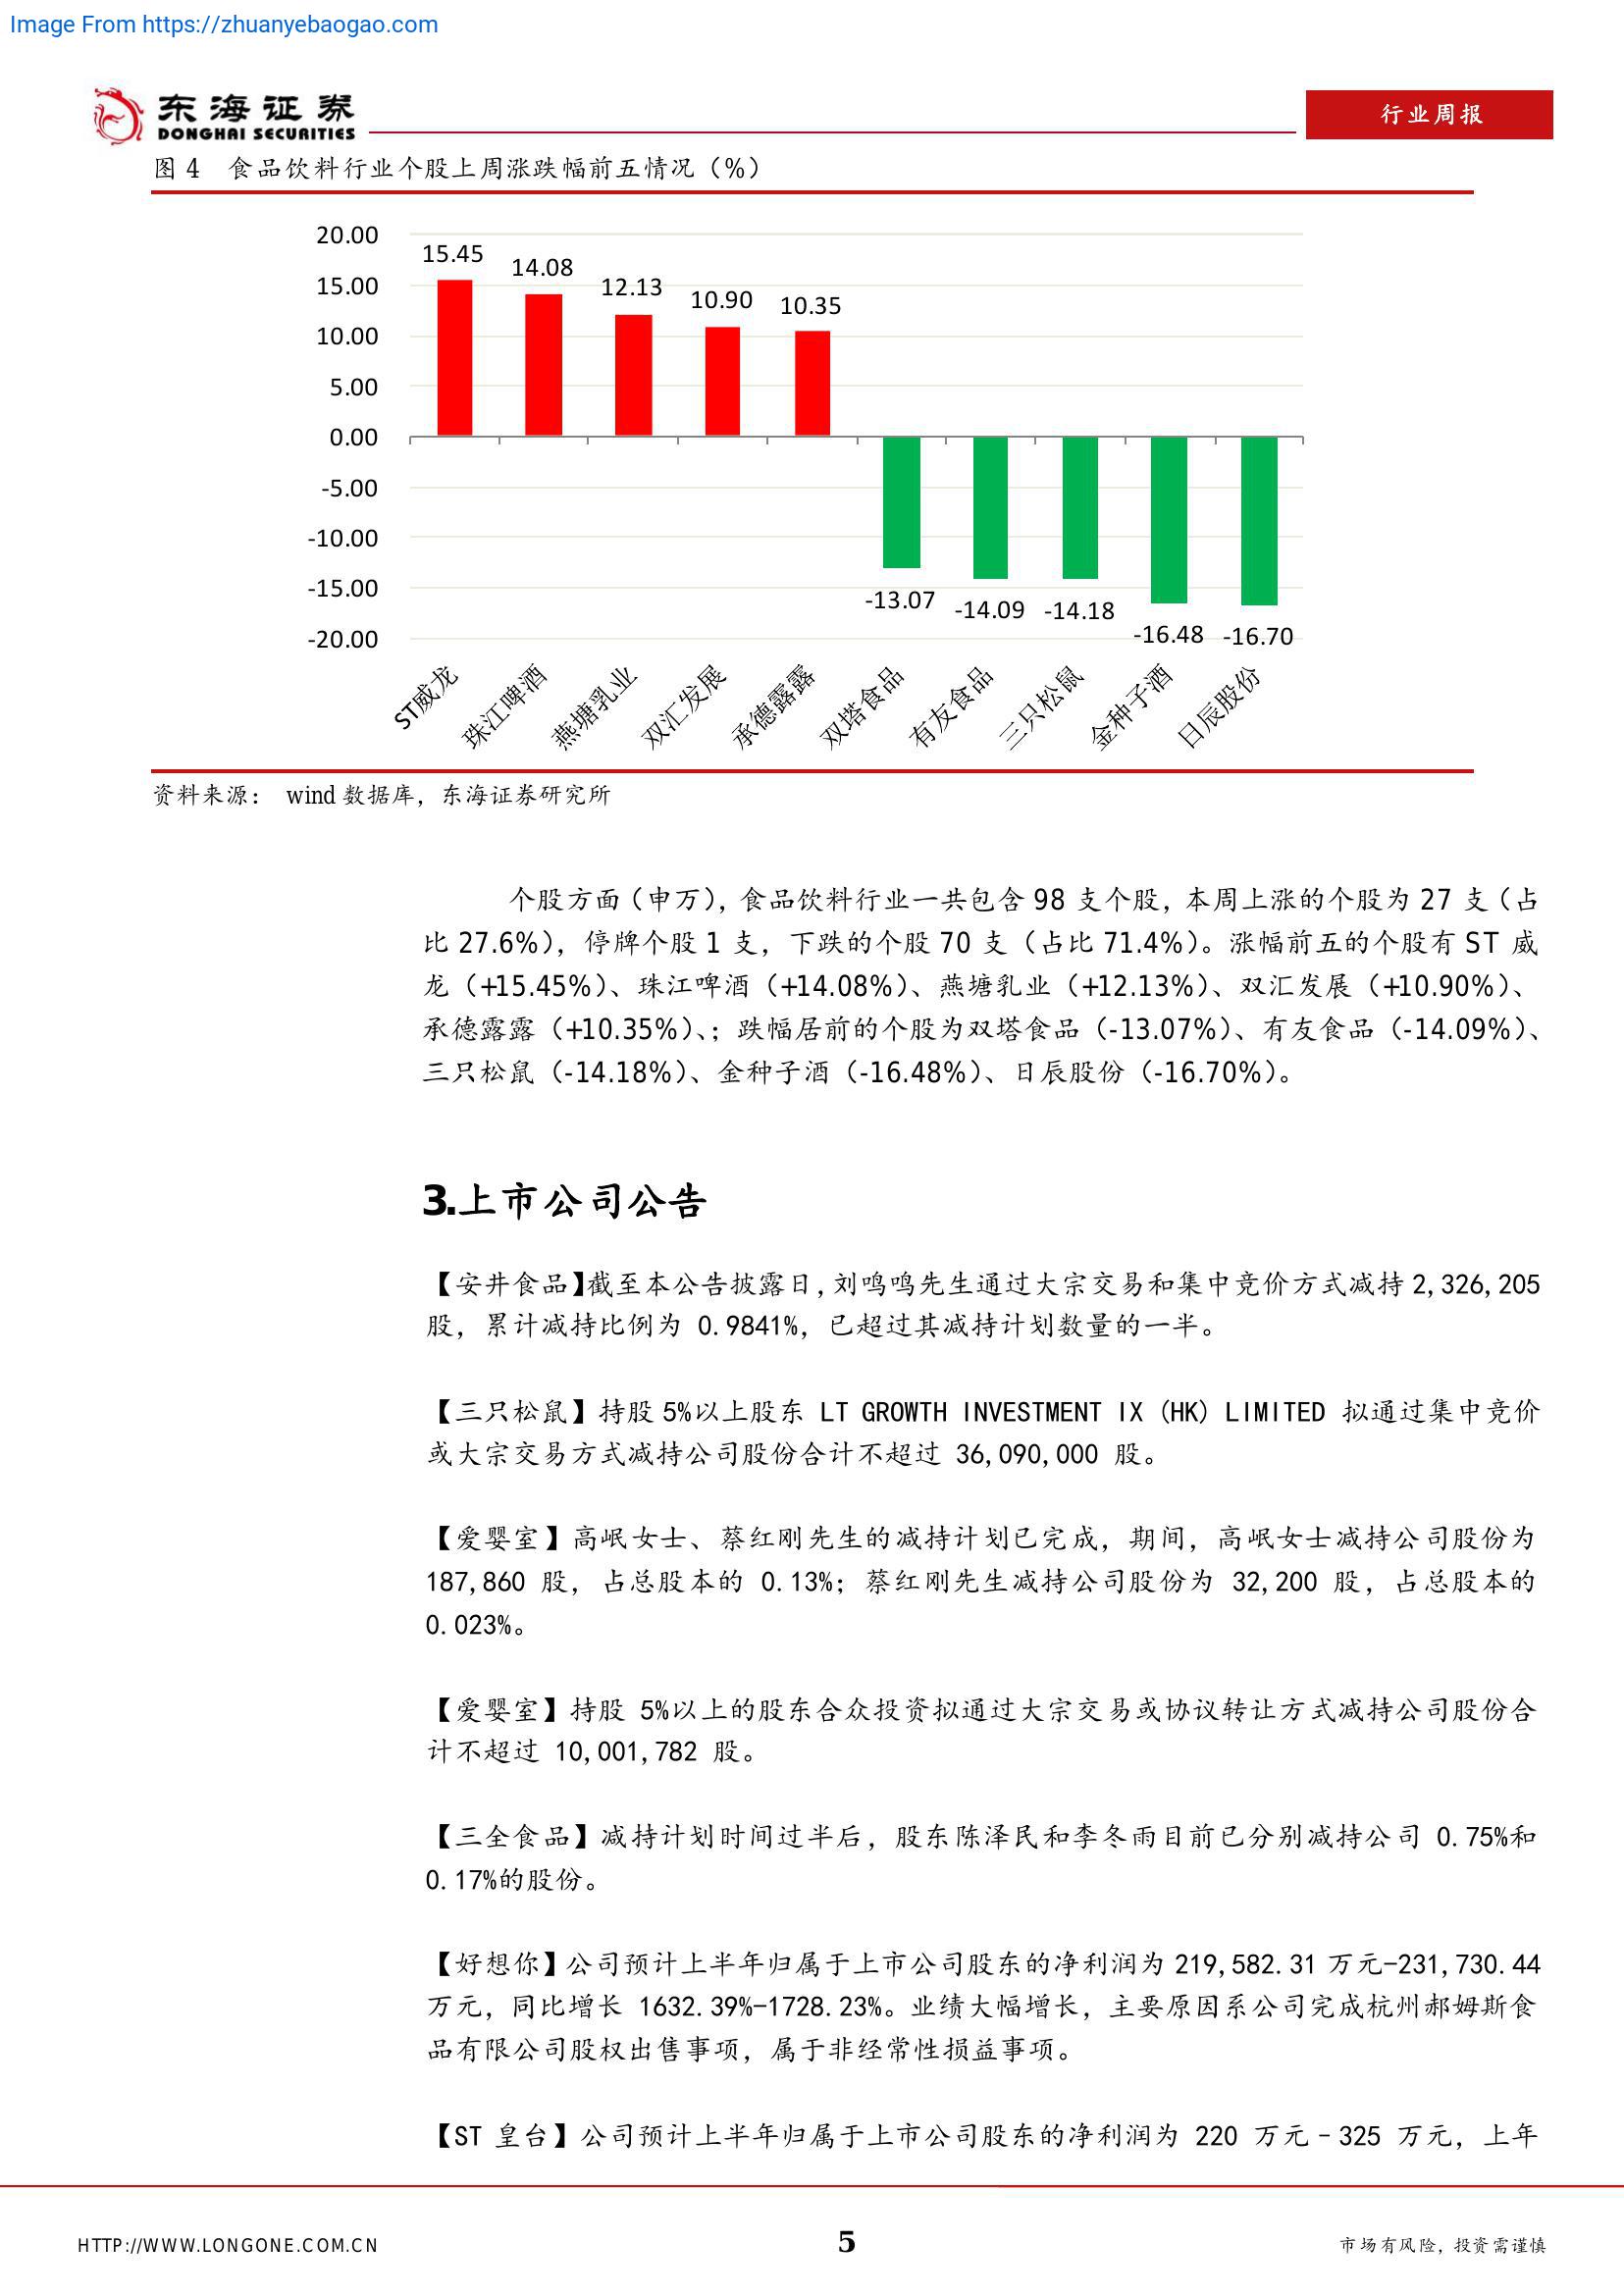 Image From https://zhuanyebaogao.com
东海证券
DONGHAI SECURITIES
行业周报
图 4 食品饮料行业个股上周涨跌幅前五情况（%）
20.00
15.00
10.00
5.00
0.00
-5.00
-10.00
-15.00
-20.00
15.45
14.08
12.13
10.90
10.35
-13.07
-14.09
-14.18
-16.48
-16.70
ST威龙
珠江啤酒
燕塘乳业
双汇发展
承德露露
双塔食品
有友食品
三只松鼠
金种子酒
日辰股份
资料来源： wind 数据库，东海证券研究所
个股方面（申万），食品饮料行业一共包含 98 支个股，本周上涨的个股为 27 支（占
比 27.6%），停牌个股 1 支，下跌的个股 70 支（占比 71.4%）。涨幅前五的个股有 ST 威
龙（+15.45%）、珠江啤酒（+14.08%）、燕塘乳业（+12.13%）、双汇发展（+10.90%）、
承德露露（+10.35%）、；跌幅居前的个股为双塔食品（-13.07%）、有友食品（-14.09%）、
三只松鼠（-14.18%）、金种子酒（-16.48%）、日辰股份（-16.70%）。
3.上市公司公告
【安井食品】截至本公告披露日，刘鸣鸣先生通过大宗交易和集中竞价方式减持 2,326,205
股，累计减持比例为 0.9841%，已超过其减持计划数量的一半。
【三只松鼠】持股 5%以上股东 LT GROWTH INVESTMENT IX (HK) LIMITED 拟通过集中竞价
或大宗交易方式减持公司股份合计不超过 36,090,000 股。
【爱婴室】高岷女士、蔡红刚先生的减持计划已完成，期间，高岷女士减持公司股份为
187,860 股，占总股本的 0.13%；蔡红刚先生减持公司股份为 32,200 股，占总股本的
0.023%。
【爱婴室】持股 5%以上的股东合众投资拟通过大宗交易或协议转让方式减持公司股份合
计不超过 10,001,782 股。
【三全食品】减持计划时间过半后，股东陈泽民和李冬雨目前已分别减持公司 0.75%和
0.17%的股份。
【好想你】公司预计上半年归属于上市公司股东的净利润为 219,582.31 万元-231,730.44
万元，同比增长 1632.39%-1728.23%。业绩大幅增长，主要原因系公司完成杭州郝姆斯食
品有限公司股权出售事项，属于非经常性损益事项。
【ST 皇台】公司预计上半年归属于上市公司股东的净利润为 220 万元–325 万元，上年
HTTP://WWW.LONGONE.COM.CN
5
市场有风险，投资需谨慎